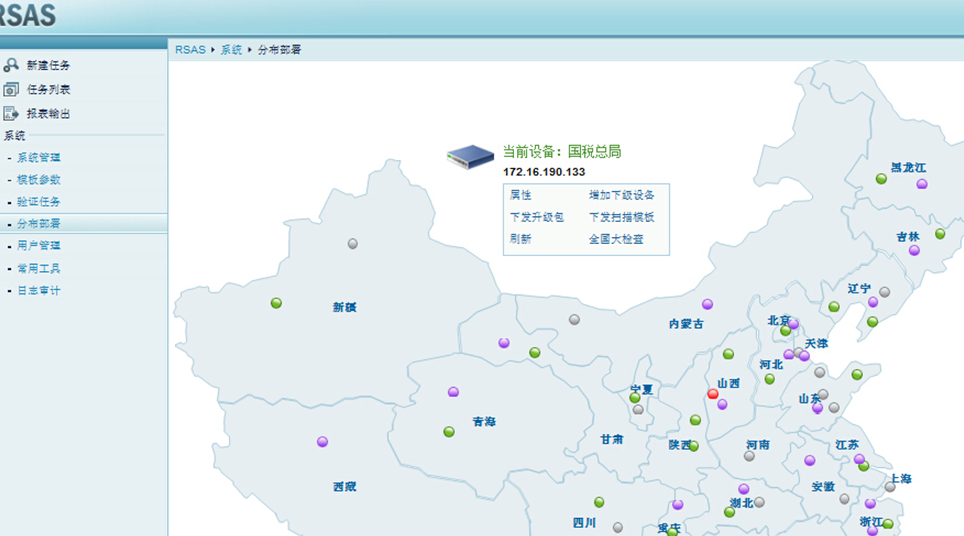 RSAS
RSAS ▸ 系统 ▸ 分布部署
新建任务
任务列表
报表输出
系统
- 系统管理
- 模板参数
- 验证任务
- 分布部署
- 用户管理
- 常用工具
- 日志审计
当前设备：国税总局
172.16.190.133
属性 增加下级设备
下发升级包 下发扫描模板
刷新 全国大检查
黑龙江
吉林
辽宁
新疆
内蒙古
北京
天津
河北
山西
宁夏
山东
青海
甘肃
陕西
河南
江苏
西藏
安徽
上海
湖北
四川
重庆
浙江